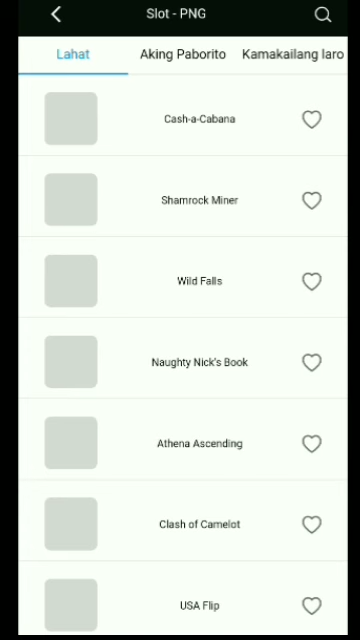 Slot - PNG
Lahat Aking Paborito Kamakailang laro
Cash-a-Cabana
Shamrock Miner
Wild Falls
Naughty Nick's Book
Athena Ascending
Clash of Camelot
USA Flip